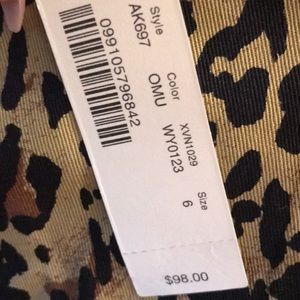 Style
AK697
099105796842
Color
OMU
XVN1029
WY0123
Size
6
$98.00